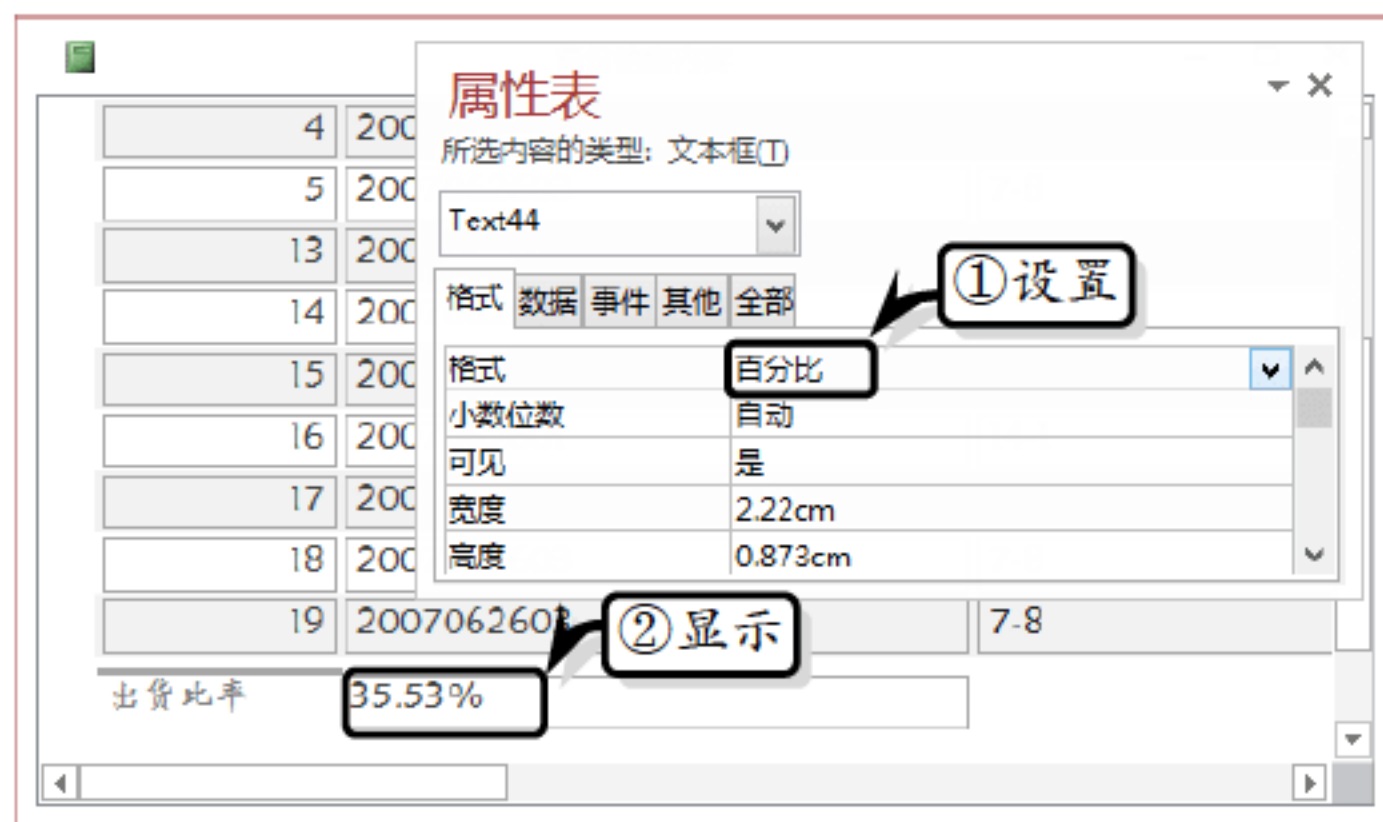 属性表
所选内容的类型: 文本框(T)
Text44
格式 数据 事件 其他 全部
①设置
格式 百分比
小数位数 自动
可见 是
宽度 2.22cm
高度 0.873cm
4 200
5 200
13 200
14 200
15 200
16 200
17 200
18 200
19 2007062603 7-8
②显示
出货比率 35.53%